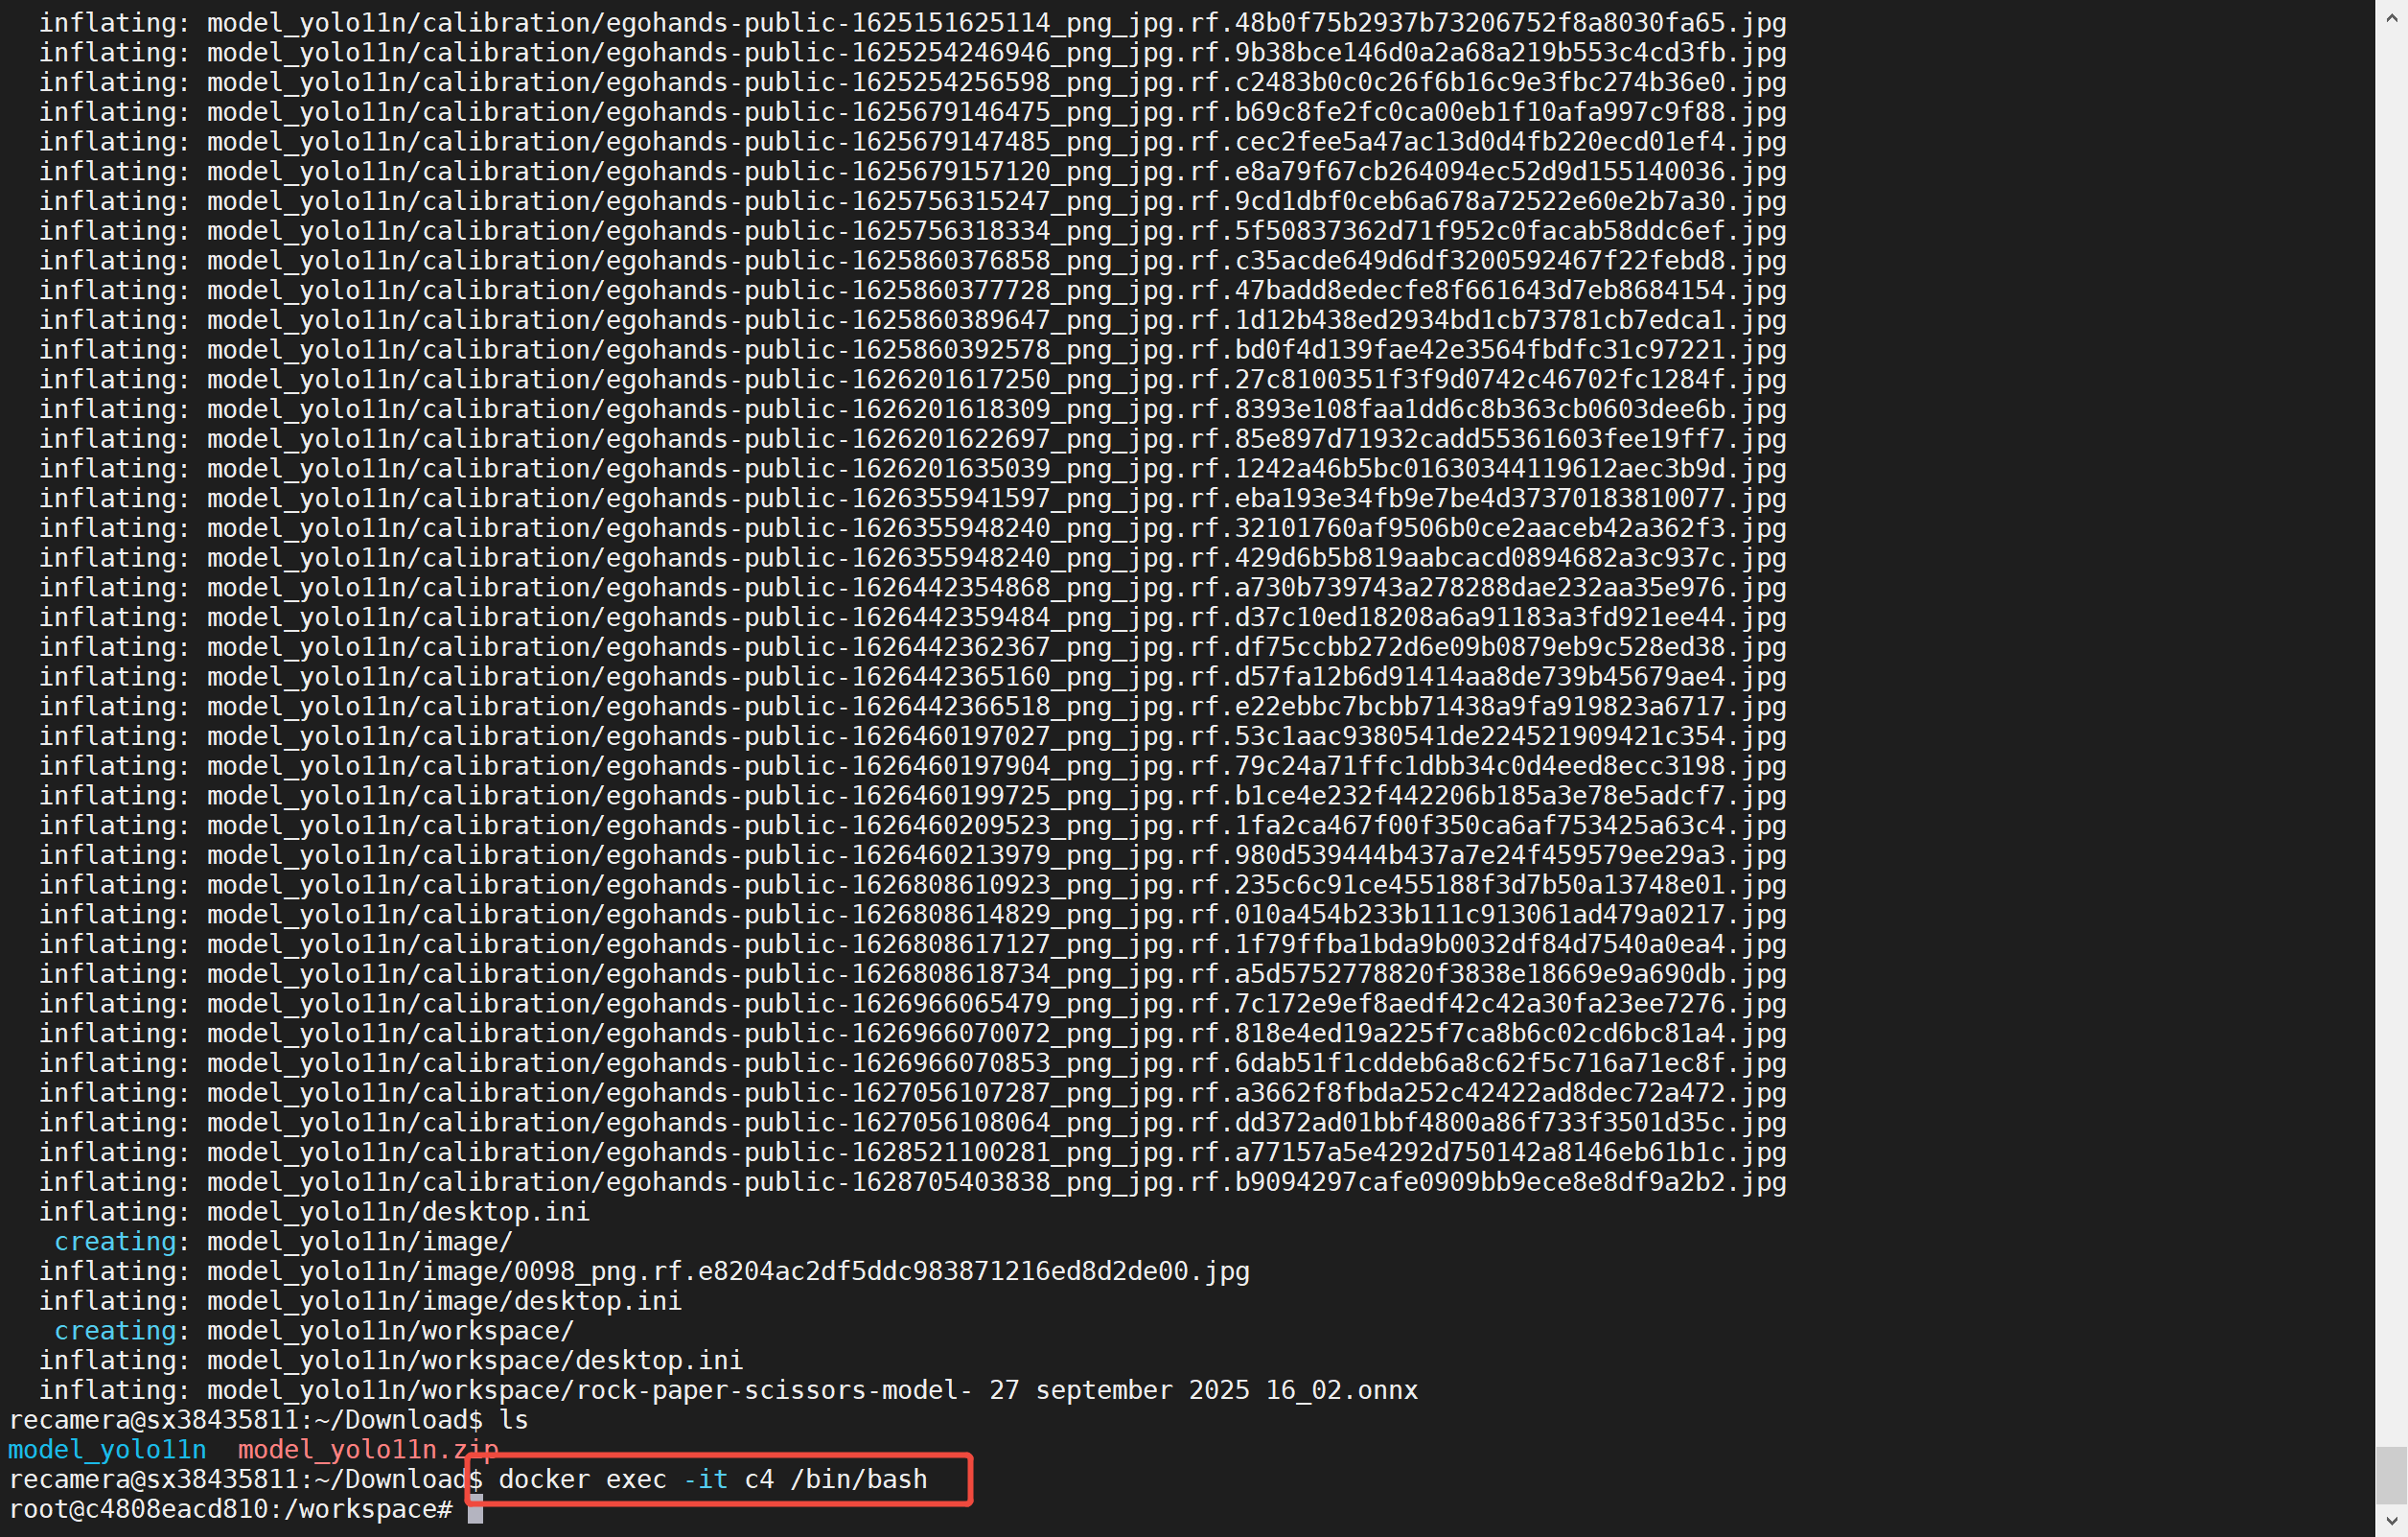 inflating: model_yolo11n/calibration/egohands-public-1625151625114_png_jpg.rf.48b0f75b2937b73206752f8a8030fa65.jpg
inflating: model_yolo11n/calibration/egohands-public-1625254246946_png_jpg.rf.9b38bce146d0a2a68a219b553c4cd3fb.jpg
inflating: model_yolo11n/calibration/egohands-public-1625254256598_png_jpg.rf.c2483b0c0c26f6b16c9e3fbc274b36e0.jpg
inflating: model_yolo11n/calibration/egohands-public-1625679146475_png_jpg.rf.b69c8fe2fc0ca00eb1f10afa997c9f88.jpg
inflating: model_yolo11n/calibration/egohands-public-1625679147485_png_jpg.rf.cec2fee5a47ac13d0d4fb220ecd01ef4.jpg
inflating: model_yolo11n/calibration/egohands-public-1625679157120_png_jpg.rf.e8a79f67cb264094ec52d9d155140036.jpg
inflating: model_yolo11n/calibration/egohands-public-1625756315247_png_jpg.rf.9cd1dbf0ceb6a678a72522e60e2b7a30.jpg
inflating: model_yolo11n/calibration/egohands-public-1625756318334_png_jpg.rf.5f50837362d71f952c0facab58ddc6ef.jpg
inflating: model_yolo11n/calibration/egohands-public-1625860376858_png_jpg.rf.c35acde649d6df3200592467f22febd8.jpg
inflating: model_yolo11n/calibration/egohands-public-1625860377728_png_jpg.rf.47badd8edecfe8f661643d7eb8684154.jpg
inflating: model_yolo11n/calibration/egohands-public-1625860389647_png_jpg.rf.1d12b438ed2934bd1cb73781cb7edca1.jpg
inflating: model_yolo11n/calibration/egohands-public-1625860392578_png_jpg.rf.bd0f4d139fae42e3564fbdfc31c97221.jpg
inflating: model_yolo11n/calibration/egohands-public-1626201617250_png_jpg.rf.27c8100351f3f9d0742c46702fc1284f.jpg
inflating: model_yolo11n/calibration/egohands-public-1626201618309_png_jpg.rf.8393e108faa1dd6c8b363cb0603dee6b.jpg
inflating: model_yolo11n/calibration/egohands-public-1626201622697_png_jpg.rf.85e897d71932cadd55361603fee19ff7.jpg
inflating: model_yolo11n/calibration/egohands-public-1626201635039_png_jpg.rf.1242a46b5bc01630344119612aec3b9d.jpg
inflating: model_yolo11n/calibration/egohands-public-1626355941597_png_jpg.rf.eba193e34fb9e7be4d37370183810077.jpg
inflating: model_yolo11n/calibration/egohands-public-1626355948240_png_jpg.rf.32101760af9506b0ce2aaceb42a362f3.jpg
inflating: model_yolo11n/calibration/egohands-public-1626355948240_png_jpg.rf.429d6b5b819aabcacd0894682a3c937c.jpg
inflating: model_yolo11n/calibration/egohands-public-1626442354868_png_jpg.rf.a730b739743a278288dae232aa35e976.jpg
inflating: model_yolo11n/calibration/egohands-public-1626442359484_png_jpg.rf.d37c10ed18208a6a91183a3fd921ee44.jpg
inflating: model_yolo11n/calibration/egohands-public-1626442362367_png_jpg.rf.df75ccbb272d6e09b0879eb9c528ed38.jpg
inflating: model_yolo11n/calibration/egohands-public-1626442365160_png_jpg.rf.d57fa12b6d91414aa8de739b45679ae4.jpg
inflating: model_yolo11n/calibration/egohands-public-1626442366518_png_jpg.rf.e22ebbc7bcbb71438a9fa919823a6717.jpg
inflating: model_yolo11n/calibration/egohands-public-1626460197027_png_jpg.rf.53c1aac9380541de224521909421c354.jpg
inflating: model_yolo11n/calibration/egohands-public-1626460197904_png_jpg.rf.79c24a71ffc1dbb34c0d4eed8ecc3198.jpg
inflating: model_yolo11n/calibration/egohands-public-1626460199725_png_jpg.rf.b1ce4e232f442206b185a3e78e5adcf7.jpg
inflating: model_yolo11n/calibration/egohands-public-1626460209523_png_jpg.rf.1fa2ca467f00f350ca6af753425a63c4.jpg
inflating: model_yolo11n/calibration/egohands-public-1626460213979_png_jpg.rf.980d539444b437a7e24f459579ee29a3.jpg
inflating: model_yolo11n/calibration/egohands-public-1626808610923_png_jpg.rf.235c6c91ce455188f3d7b50a13748e01.jpg
inflating: model_yolo11n/calibration/egohands-public-1626808614829_png_jpg.rf.010a454b233b111c913061ad479a0217.jpg
inflating: model_yolo11n/calibration/egohands-public-1626808617127_png_jpg.rf.1f79ffba1bda9b0032df84d7540a0ea4.jpg
inflating: model_yolo11n/calibration/egohands-public-1626808618734_png_jpg.rf.a5d5752778820f3838e18669e9a690db.jpg
inflating: model_yolo11n/calibration/egohands-public-1626966065479_png_jpg.rf.7c172e9ef8aedf42c42a30fa23ee7276.jpg
inflating: model_yolo11n/calibration/egohands-public-1626966070072_png_jpg.rf.818e4ed19a225f7ca8b6c02cd6bc81a4.jpg
inflating: model_yolo11n/calibration/egohands-public-1626966070853_png_jpg.rf.6dab51f1cddeb6a8c62f5c716a71ec8f.jpg
inflating: model_yolo11n/calibration/egohands-public-1627056107287_png_jpg.rf.a3662f8fbda252c42422ad8dec72a472.jpg
inflating: model_yolo11n/calibration/egohands-public-1627056108064_png_jpg.rf.dd372ad01bbf4800a86f733f3501d35c.jpg
inflating: model_yolo11n/calibration/egohands-public-1628521100281_png_jpg.rf.a77157a5e4292d750142a8146eb61b1c.jpg
inflating: model_yolo11n/calibration/egohands-public-1628705403838_png_jpg.rf.b9094297cafe0909bb9ece8e8df9a2b2.jpg
inflating: model_yolo11n/desktop.ini
creating: model_yolo11n/image/
inflating: model_yolo11n/image/0098_png.rf.e8204ac2df5ddc983871216ed8d2de00.jpg
inflating: model_yolo11n/image/desktop.ini
creating: model_yolo11n/workspace/
inflating: model_yolo11n/workspace/desktop.ini
inflating: model_yolo11n/workspace/rock-paper-scissors-model- 27 september 2025 16_02.onnx
recamera@sx38435811:~/Download$ ls
model_yolo11n  model_yolo11n.zip
recamera@sx38435811:~/Download$ docker exec -it c4 /bin/bash
root@c4808eacd810:/workspace#